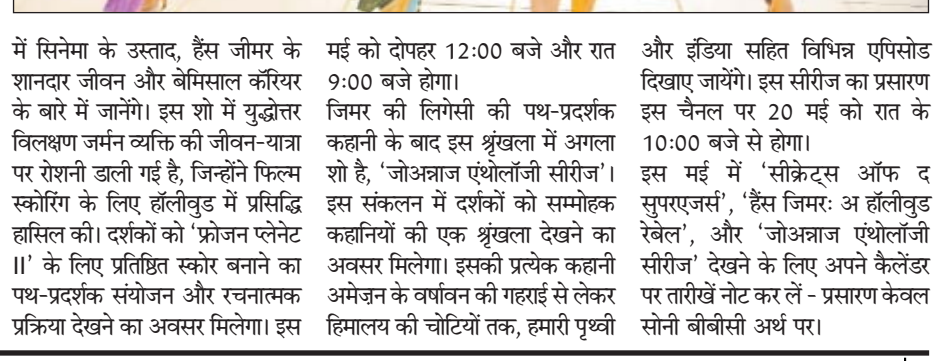 में सिनेमा के उस्ताद, हैंस जीमर के
शानदार जीवन और बेमिसाल कॅरियर
के बारे में जानेंगे। इस शो में युद्धोत्तर
विलक्षण जर्मन व्यक्ति की जीवन-यात्रा
पर रोशनी डाली गई है, जिन्होंने फिल्म
स्कोरिंग के लिए हॉलीवुड में प्रसिद्धि
हासिल की। दर्शकों को ‘फ्रोजन प्लेनेट
II’ के लिए प्रतिष्ठित स्कोर बनाने का
पथ-प्रदर्शक संयोजन और रचनात्मक
प्रक्रिया देखने का अवसर मिलेगा। इस
मई को दोपहर 12:00 बजे और रात
9:00 बजे होगा।
जिमर की लिगेसी की पथ-प्रदर्शक
कहानी के बाद इस श्रृंखला में अगला
शो है, ‘जोअन्नाज एंथोलॉजी सीरीज’।
इस संकलन में दर्शकों को सम्मोहक
कहानियों की एक श्रृंखला देखने का
अवसर मिलेगा। इसकी प्रत्येक कहानी
अमेज़न के वर्षावन की गहराई से लेकर
हिमालय की चोटियों तक, हमारी पृथ्वी
और इंडिया सहित विभिन्न एपिसोड
दिखाए जायेंगे। इस सीरीज का प्रसारण
इस चैनल पर 20 मई को रात के
10:00 बजे से होगा।
इस मई में ‘सीक्रेट्स ऑफ द
सुपरएजर्स’, ‘हैंस जिमरः अ हॉलीवुड
रेबेल’, और ‘जोअन्नाज एंथोलॉजी
सीरीज’ देखने के लिए अपने कैलेंडर
पर तारीखें नोट कर लें - प्रसारण केवल
सोनी बीबीसी अर्थ पर।